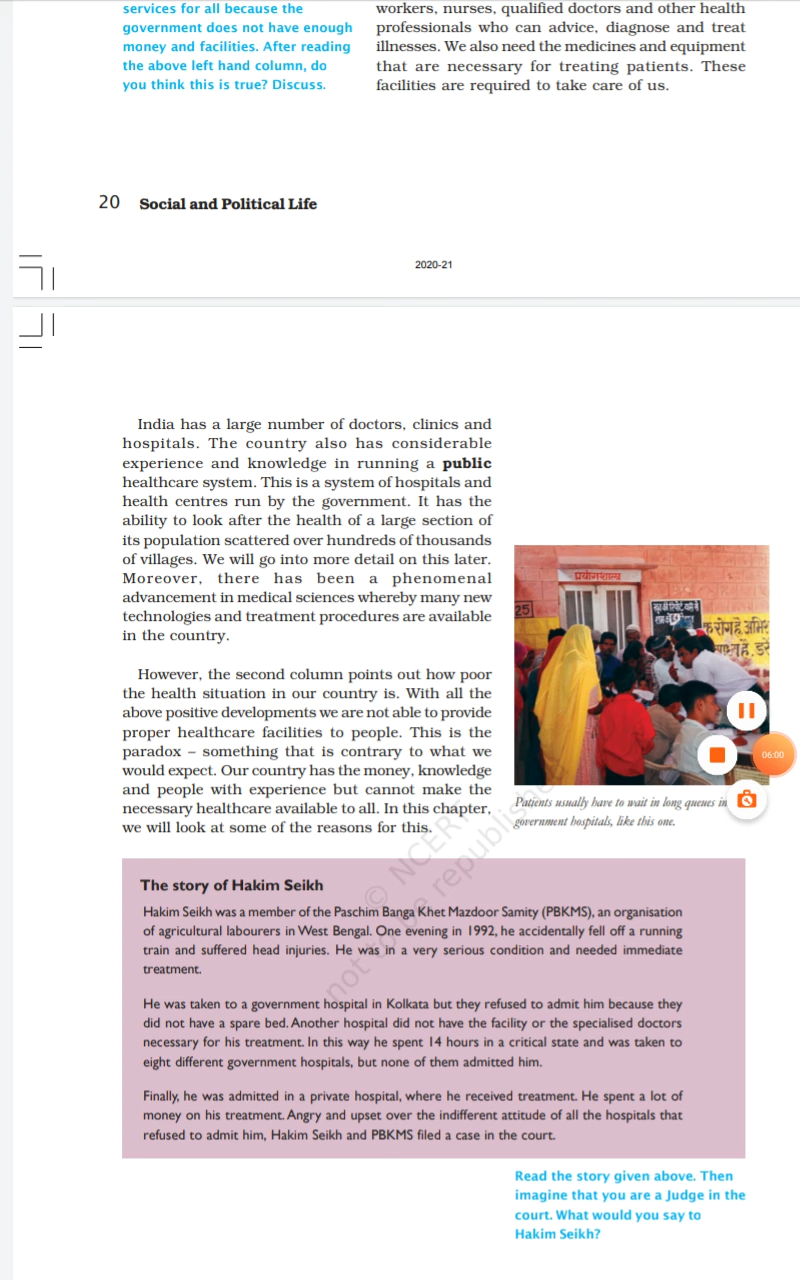 services for all because the
government does not have enough
money and facilities. After reading
the above left hand column, do
you think this is true? Discuss.
workers, nurses, qualified doctors and other health
professionals who can advice, diagnose and treat
illnesses. We also need the medicines and equipment
that are necessary for treating patients. These
facilities are required to take care of us.
20 Social and Political Life
2020-21
India has a large number of doctors, clinics and
hospitals. The country also has considerable
experience and knowledge in running a public
healthcare system. This is a system of hospitals and
health centres run by the government. It has the
ability to look after the health of a large section of
its population scattered over hundreds of thousands
of villages. We will go into more detail on this later.
Moreover, there has been a phenomenal
advancement in medical sciences whereby many new
technologies and treatment procedures are available
in the country.
However, the second column points out how poor
the health situation in our country is. With all the
above positive developments we are not able to provide
proper healthcare facilities to people. This is the
paradox – something that is contrary to what we
would expect. Our country has the money, knowledge
and people with experience but cannot make the
necessary healthcare available to all. In this chapter,
we will look at some of the reasons for this.
प्रयोगशाला
25
06:00
Patients usually have to wait in long queues in
government hospitals, like this one.
© NCERT
not to be republished
The story of Hakim Seikh
Hakim Seikh was a member of the Paschim Banga Khet Mazdoor Samity (PBKMS), an organisation
of agricultural labourers in West Bengal. One evening in 1992, he accidentally fell off a running
train and suffered head injuries. He was in a very serious condition and needed immediate
treatment.
He was taken to a government hospital in Kolkata but they refused to admit him because they
did not have a spare bed. Another hospital did not have the facility or the specialised doctors
necessary for his treatment. In this way he spent 14 hours in a critical state and was taken to
eight different government hospitals, but none of them admitted him.
Finally, he was admitted in a private hospital, where he received treatment. He spent a lot of
money on his treatment. Angry and upset over the indifferent attitude of all the hospitals that
refused to admit him, Hakim Seikh and PBKMS filed a case in the court.
Read the story given above. Then
imagine that you are a Judge in the
court. What would you say to
Hakim Seikh?